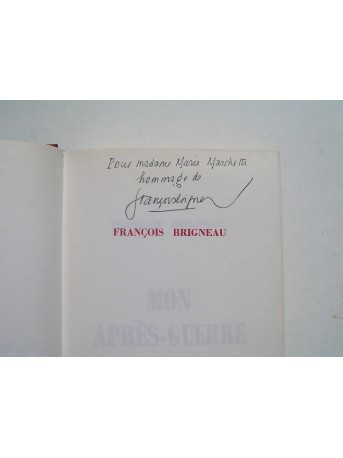 Pour madame Marie Marchetti
hommage de
François Brigneau
FRANÇOIS BRIGNEAU
MON
APRÈS-GUERRE